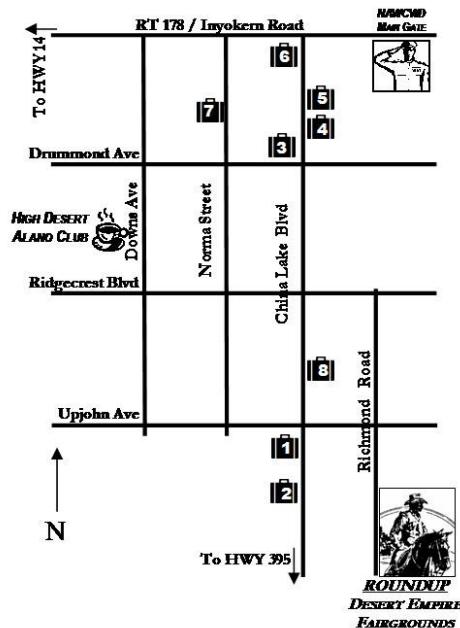 NAWCWD
MAIN GATE
RT 178 / Inyokern Road
To HWY 14
6
5
7
4
3
Drummond Ave
HIGH DESERT
ALANO CLUB
Downs Ave
Norma Street
China Lake Blvd
Ridgecrest Blvd
8
Richmond Road
Upjohn Ave
1
2
N
To HWY 395
ROUNDUP
DESERT EMPIRE
FAIRGROUNDS